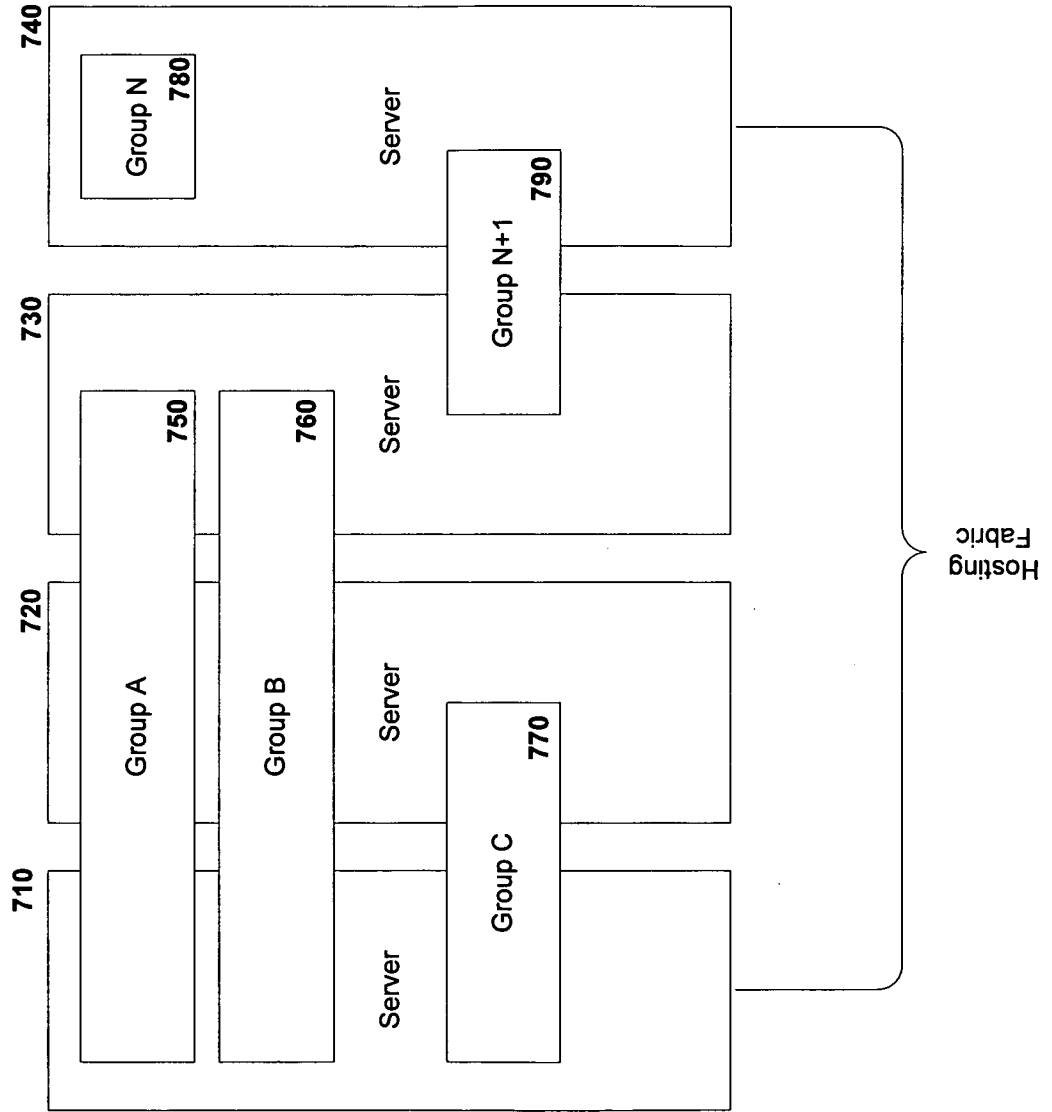 710
720
730
740
Group A
750
Group N
780
Group B
760
Server
Server
Server
Server
Group C
770
Group N+1
790
Hosting
Fabric